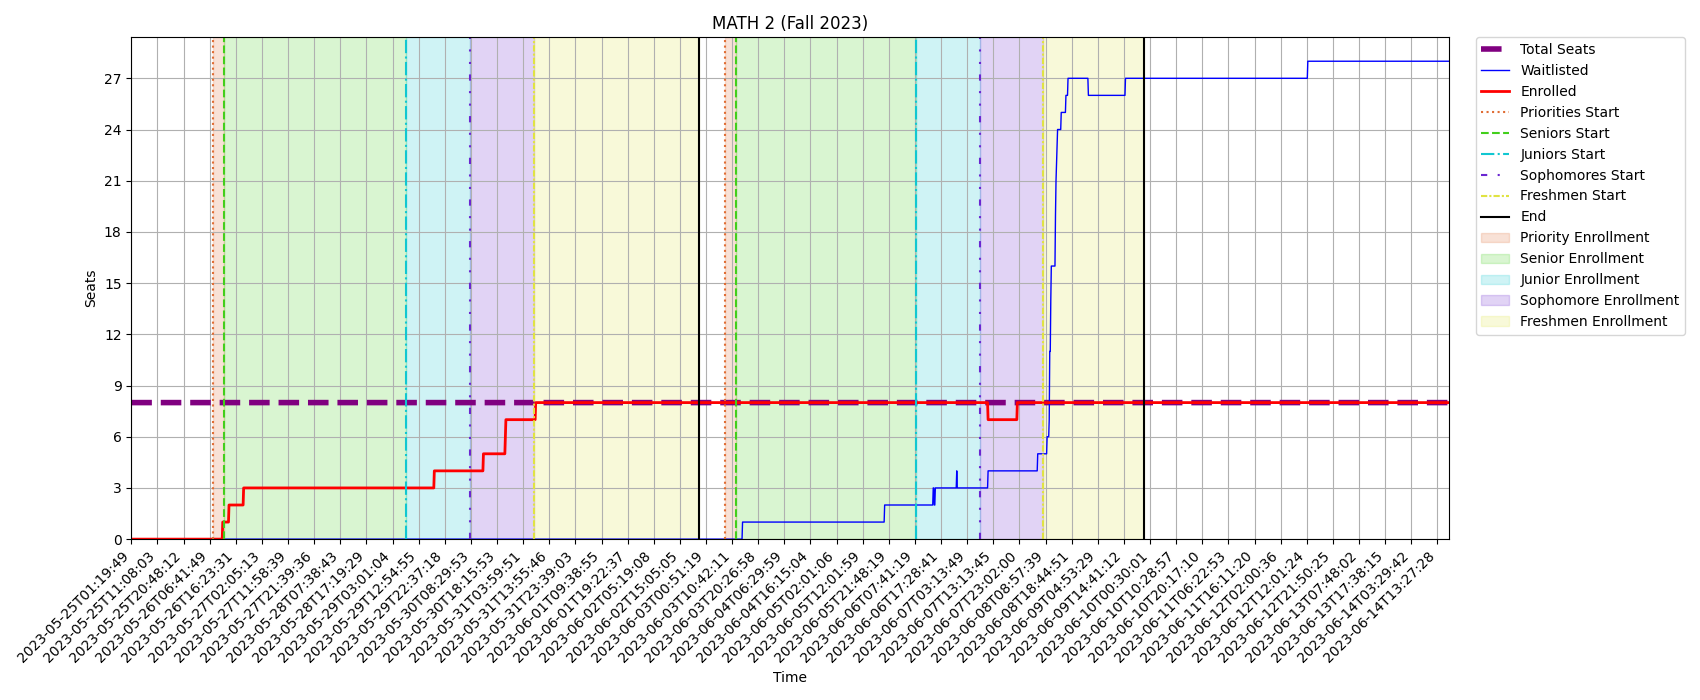 MATH 2 (Fall 2023)
Seats
27
24
21
18
15
12
9
6
3
0
2023-05-25T01:19:49
2023-05-25T11:08:03
2023-05-25T20:48:12
2023-05-26T06:41:49
2023-05-26T16:23:31
2023-05-27T02:05:13
2023-05-27T11:58:39
2023-05-27T21:39:36
2023-05-28T07:38:43
2023-05-28T17:19:29
2023-05-29T03:01:04
2023-05-29T12:54:55
2023-05-29T22:37:18
2023-05-30T08:29:53
2023-05-30T18:15:53
2023-05-31T03:59:51
2023-05-31T13:55:46
2023-05-31T23:39:03
2023-06-01T09:38:55
2023-06-01T19:22:37
2023-06-02T05:19:08
2023-06-02T15:05:05
2023-06-03T00:51:19
2023-06-03T10:42:11
2023-06-03T20:26:58
2023-06-04T06:29:59
2023-06-04T16:15:04
2023-06-05T02:01:06
2023-06-05T12:01:59
2023-06-05T21:48:19
2023-06-06T07:41:19
2023-06-06T17:28:41
2023-06-07T03:13:49
2023-06-07T13:13:45
2023-06-07T23:02:00
2023-06-08T08:57:39
2023-06-08T18:44:51
2023-06-09T04:53:29
2023-06-09T14:41:12
2023-06-10T00:30:01
2023-06-10T10:28:57
2023-06-10T20:17:10
2023-06-11T06:22:53
2023-06-11T16:11:20
2023-06-12T02:00:36
2023-06-12T12:01:24
2023-06-12T21:50:25
2023-06-13T07:48:02
2023-06-13T17:38:15
2023-06-14T03:29:42
2023-06-14T13:27:28
Time
Total Seats
Waitlisted
Enrolled
Priorities Start
Seniors Start
Juniors Start
Sophomores Start
Freshmen Start
End
Priority Enrollment
Senior Enrollment
Junior Enrollment
Sophomore Enrollment
Freshmen Enrollment